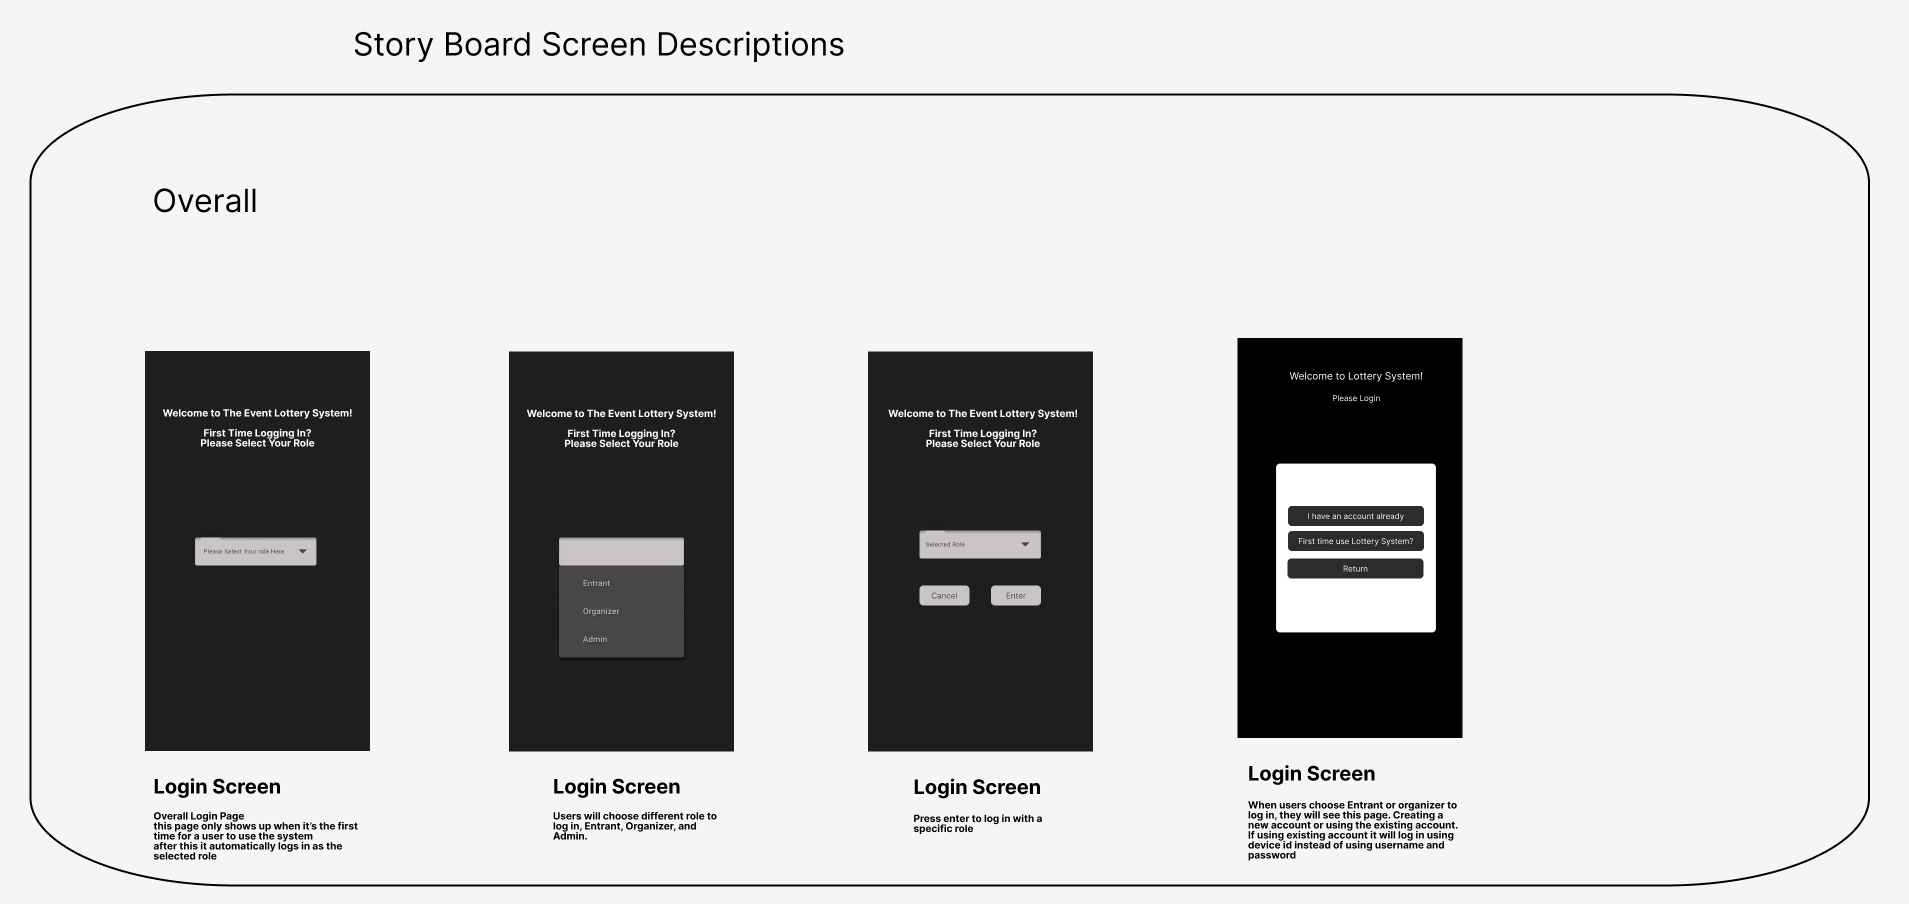 Story Board Screen Descriptions
Overall
Welcome to The Event Lottery System!
First Time Logging In?
Please Select Your Role
Please Select Your role Here
Login Screen
Overall Login Page
this page only shows up when it's the first
time for a user to use the system
after this it automatically logs in as the
selected role
Welcome to The Event Lottery System!
First Time Logging In?
Please Select Your Role
Entrant
Organizer
Admin
Login Screen
Users will choose different role to
log in, Entrant, Organizer, and
Admin.
Welcome to The Event Lottery System!
First Time Logging In?
Please Select Your Role
Selected Role
Cancel
Enter
Login Screen
Press enter to log in with a
specific role
Welcome to Lottery System!
Please Login
I have an account already
First time use Lottery System?
Return
Login Screen
When users choose Entrant or organizer to
log in, they will see this page. Creating a
new account or using the existing account.
If using existing account it will log in using
device id instead of using username and
password